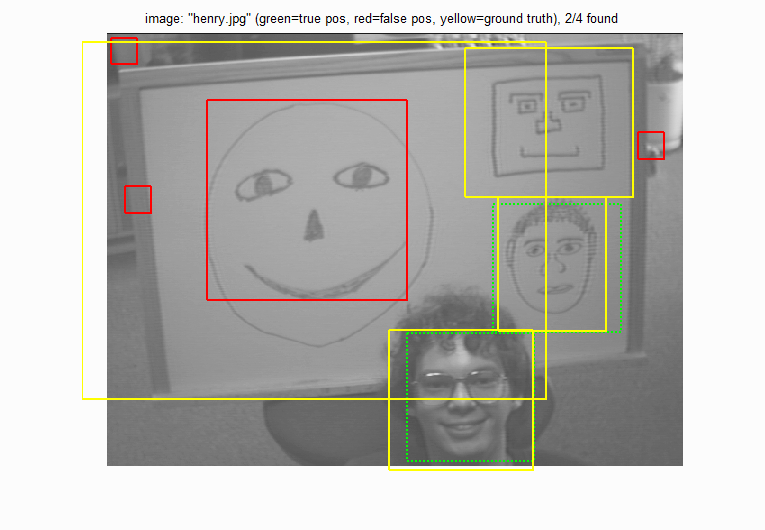 image: "henry.jpg" (green=true pos, red=false pos, yellow=ground truth), 2/4 found